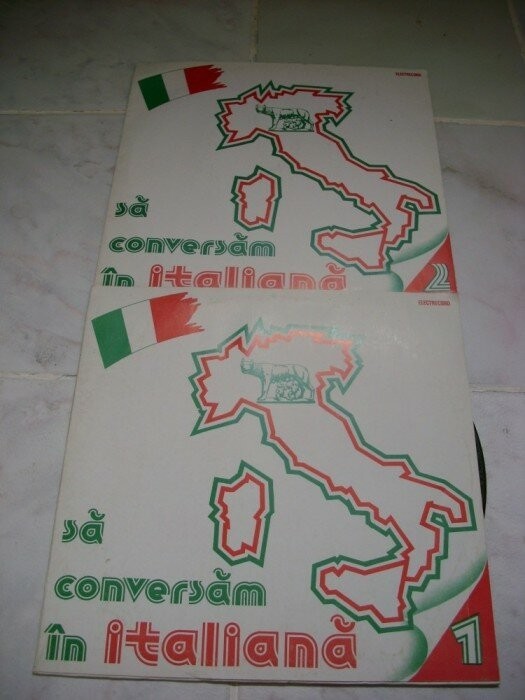 ELECTRECORD
să
conversăm
în italiană
2
ELECTRECORD
să
conversăm
în italiană
1